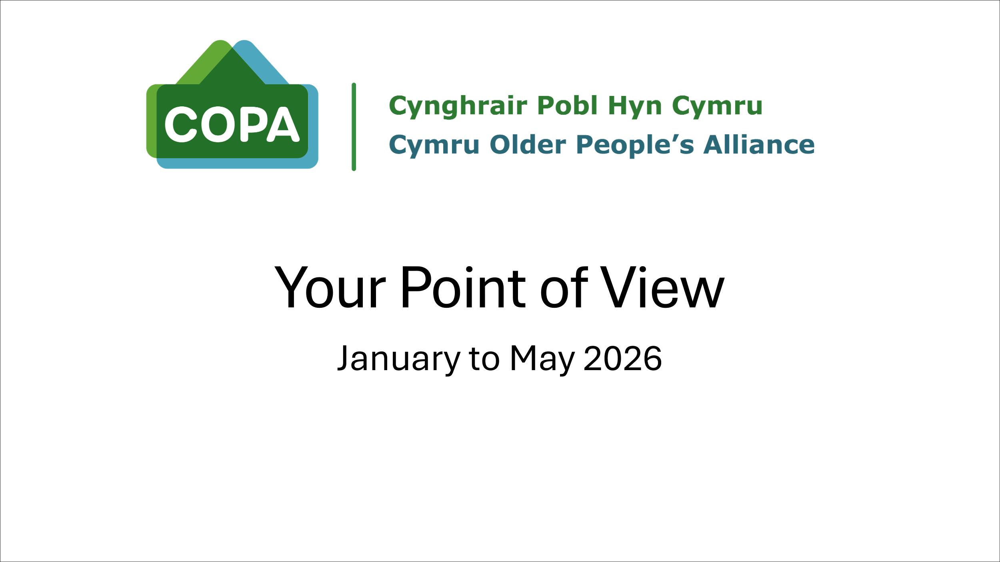 COPA
Cynghrair Pobl Hyn Cymru
Cymru Older People’s Alliance
Your Point of View
January to May 2026